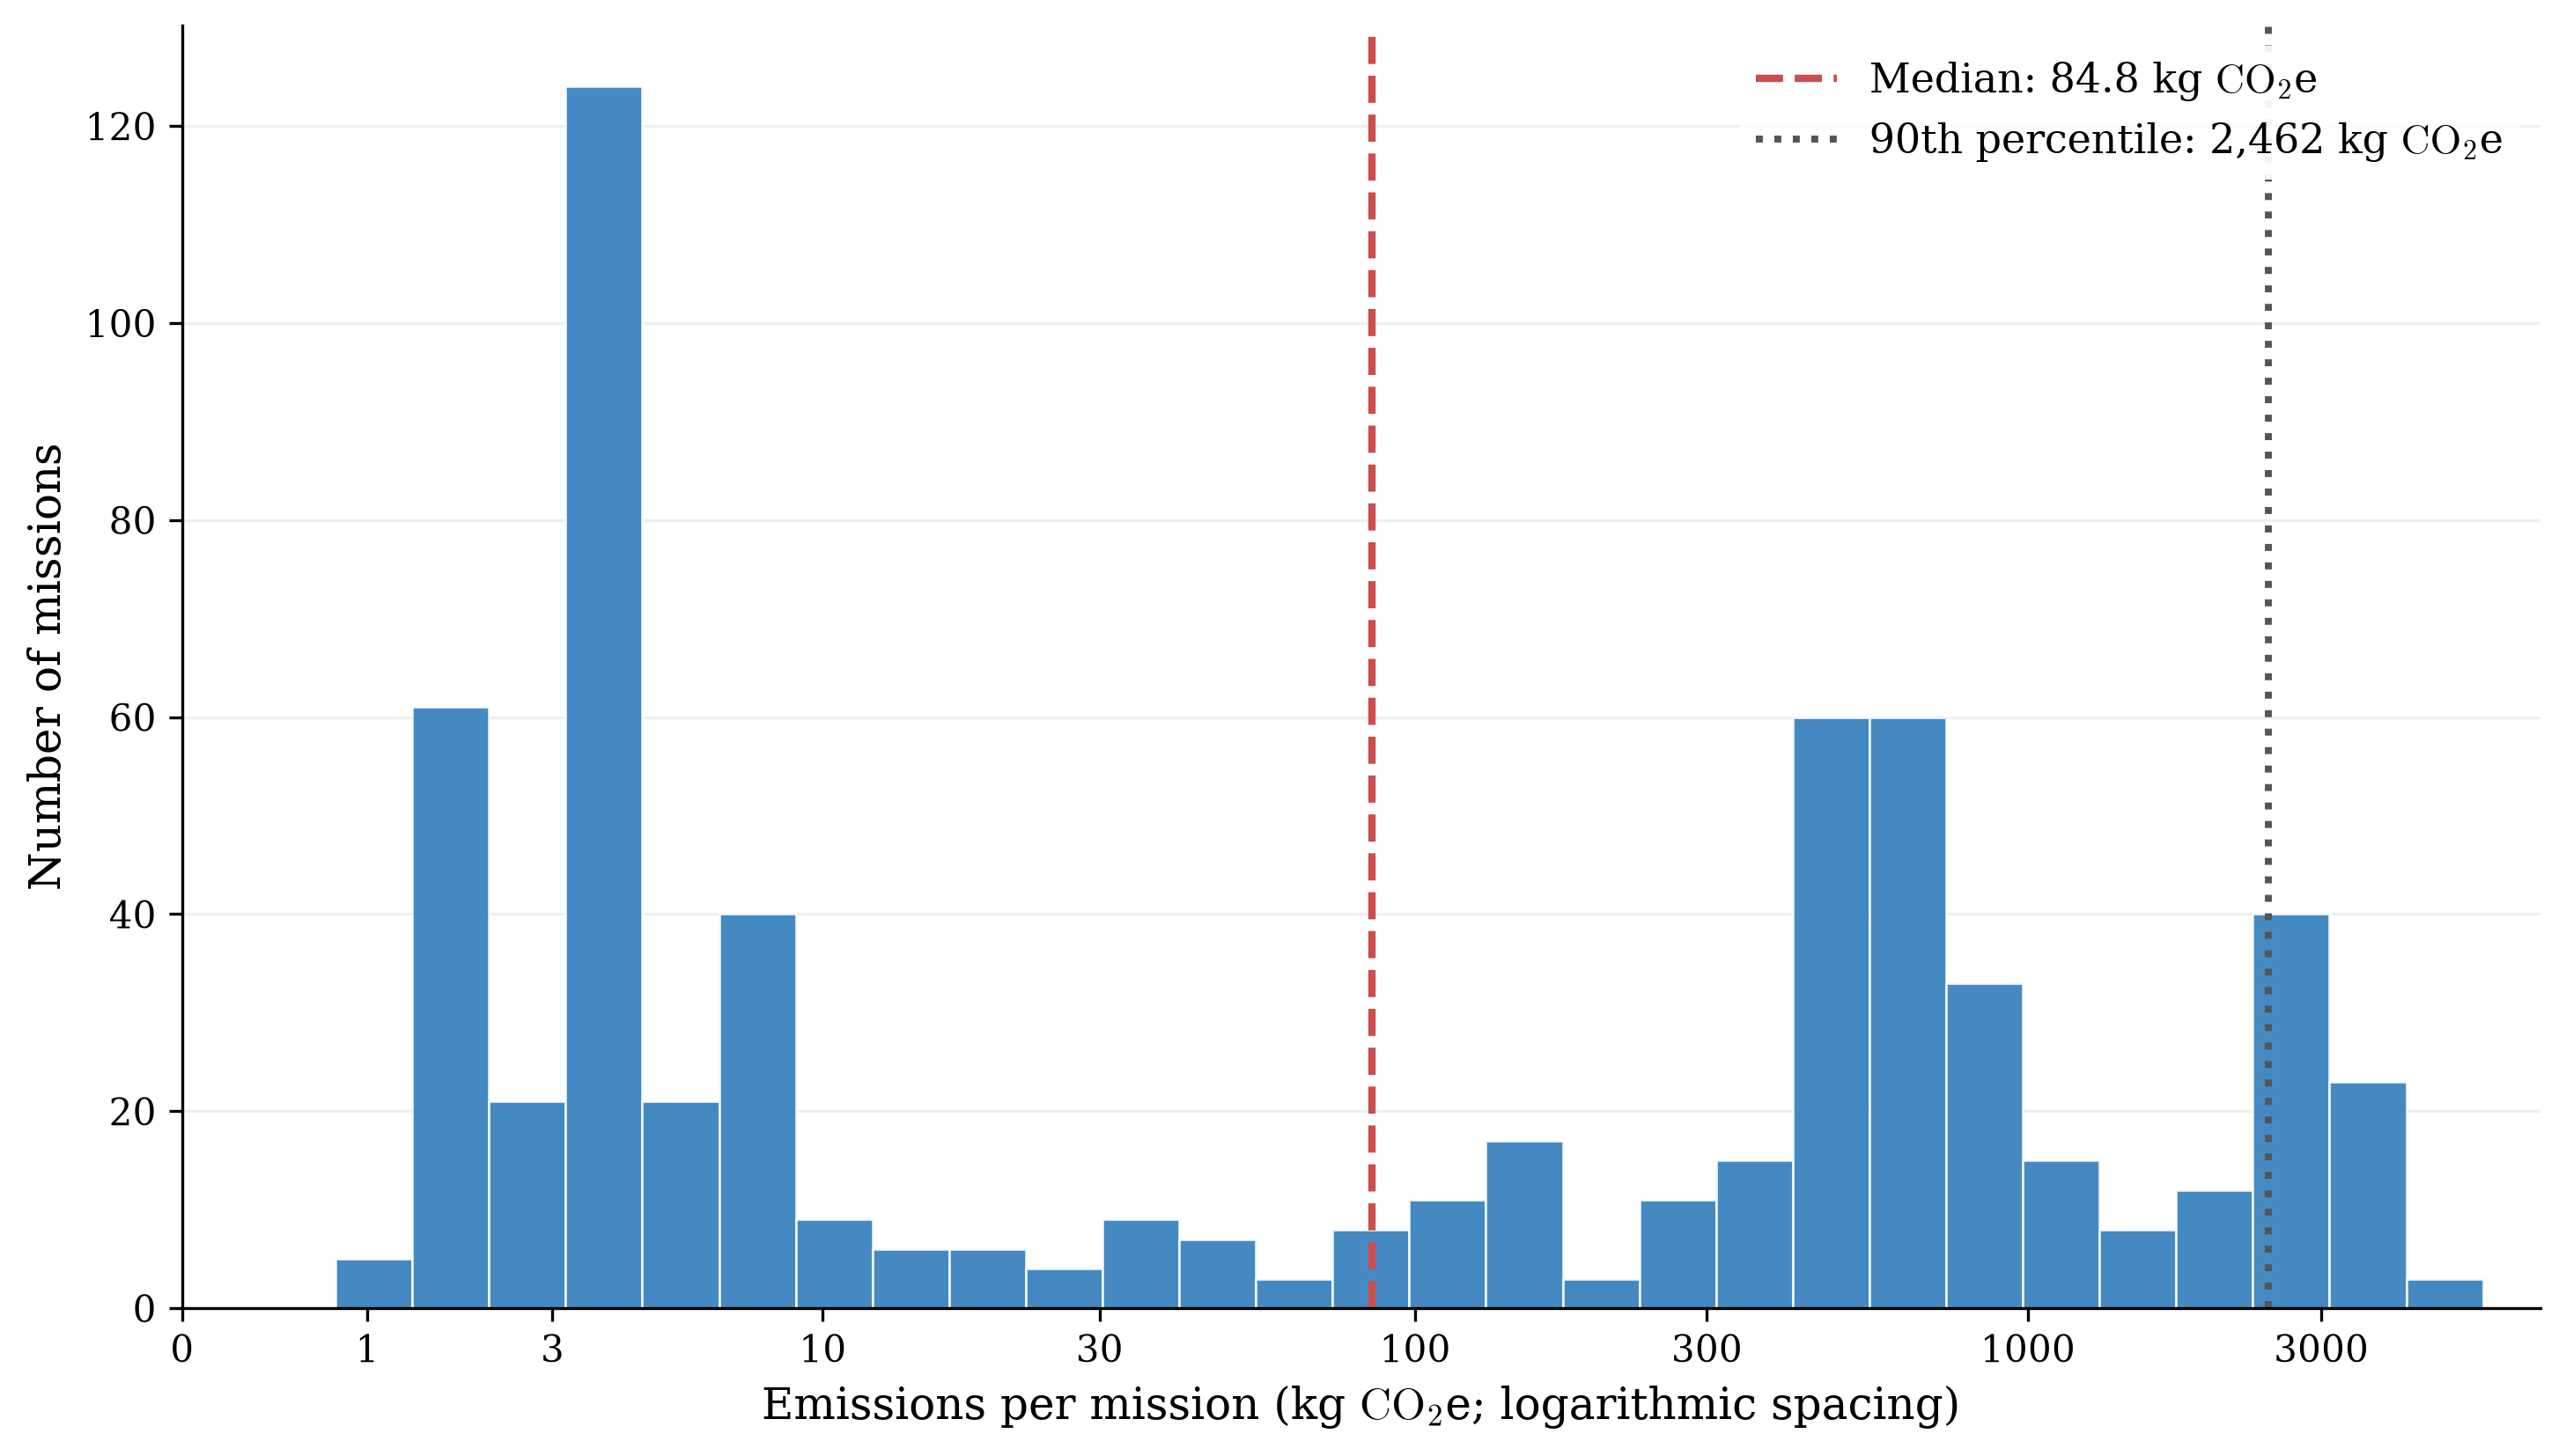 Median: 84.8 kg CO₂e
90th percentile: 2,462 kg CO₂e
Number of missions
120
100
80
60
40
20
0
0 1 3 10 30 100 300 1000 3000
Emissions per mission (kg CO₂e; logarithmic spacing)